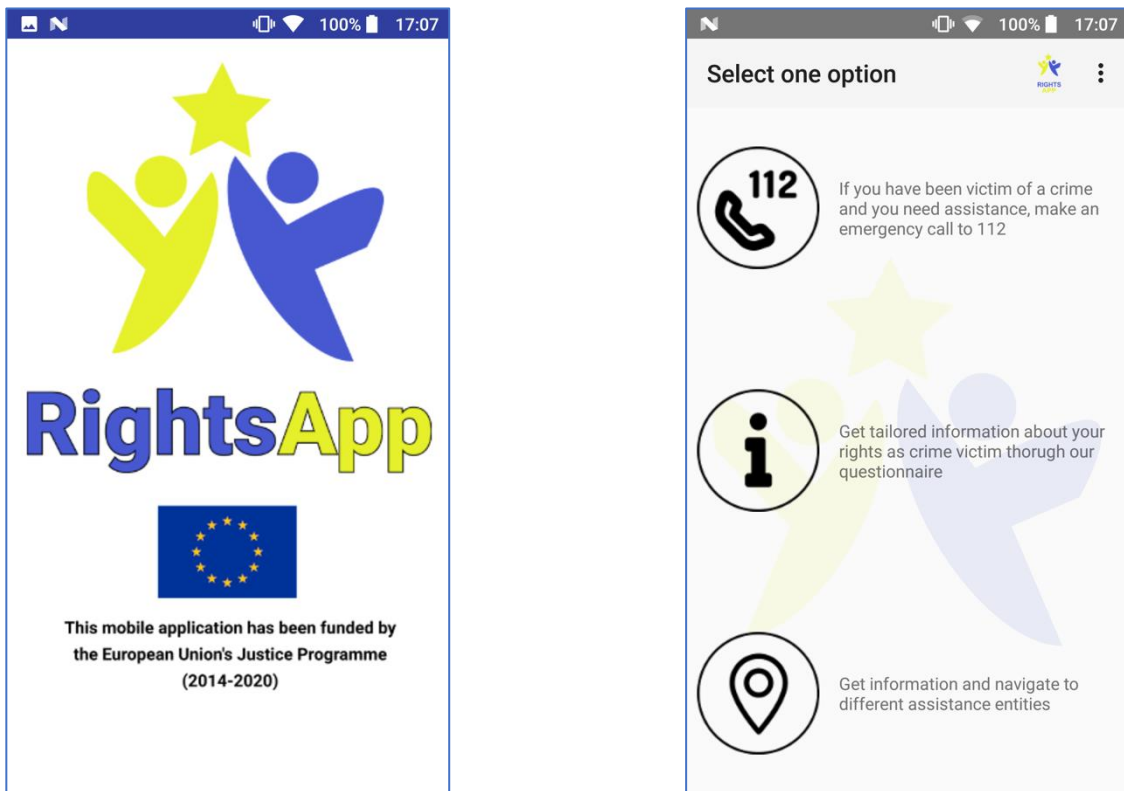 100% 17:07
RightsApp
This mobile application has been funded by
the European Union's Justice Programme
(2014-2020)
100% 17:07
Select one option
RIGHTS
APP
112
If you have been victim of a crime
and you need assistance, make an
emergency call to 112
i
Get tailored information about your
rights as crime victim thorugh our
questionnaire
Get information and navigate to
different assistance entities